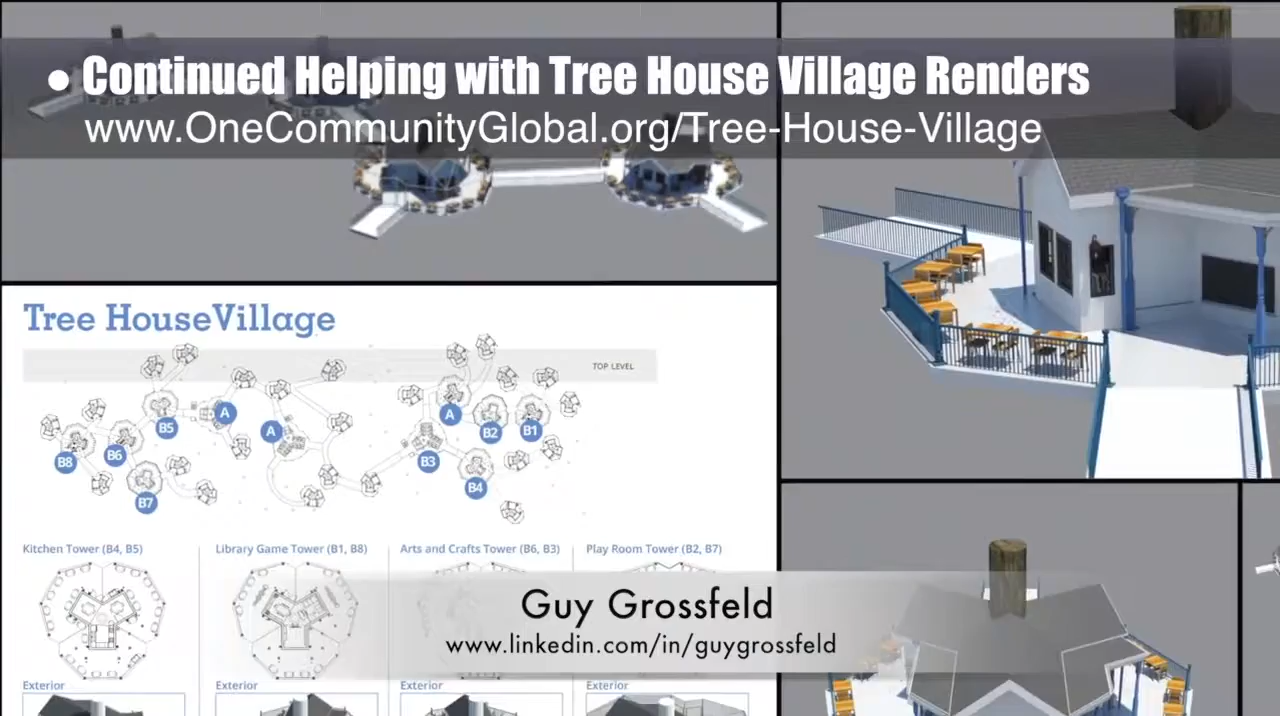 ● Continued Helping with Tree House Village Renders
www.OneCommunityGlobal.org/Tree-House-Village
Tree HouseVillage
TOP LEVEL
B5
A
A
A
B2
B1
B8
B6
B3
B7
B4
Kitchen Tower (B4, B5)
Library Game Tower (B1, B8)
Arts and Crafts Tower (B6, B3)
Play Room Tower (B2, B7)
Guy Grossfeld
www.linkedin.com/in/guygrossfeld
Exterior
Exterior
Exterior
Exterior